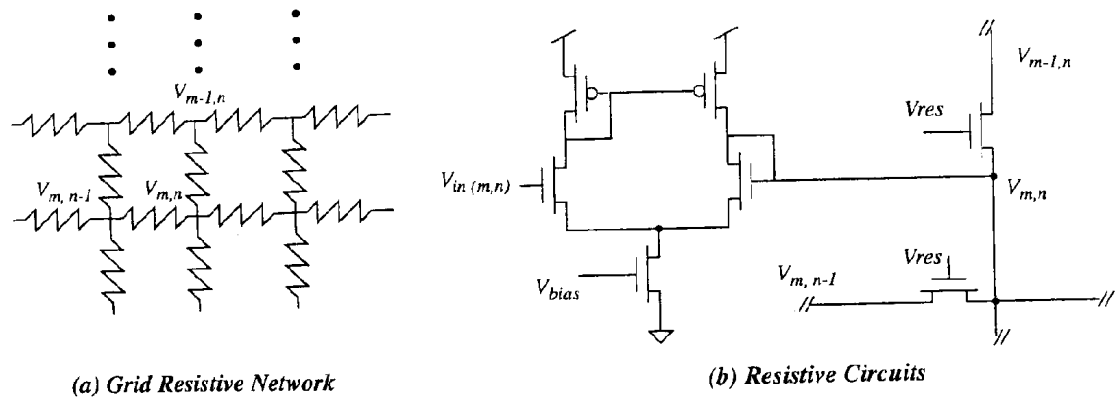 V_{m-1,n}
V_{m, n-1}
V_{m,n}
(a) Grid Resistive Network
V_{m-1,n}
Vres
V_{in (m,n)}
V_{m,n}
Vres
V_{m, n-1}
V_{bias}
(b) Resistive Circuits